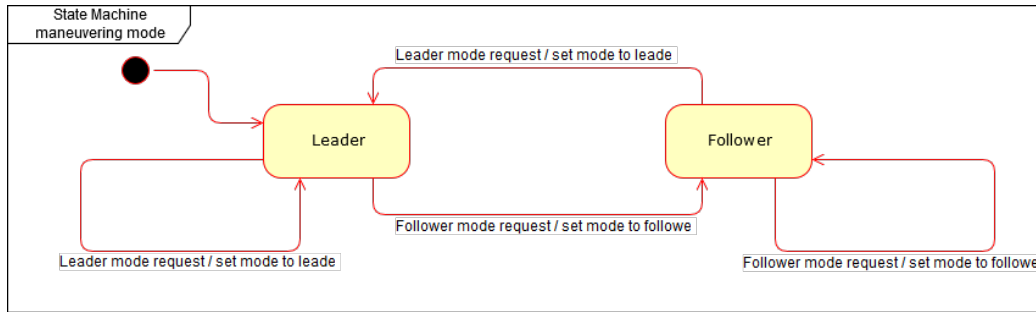 State Machine
maneuvering mode
Leader mode request / set mode to leade
Leader
Follower
Follower mode request / set mode to followe
Leader mode request / set mode to leade
Follower mode request / set mode to followe